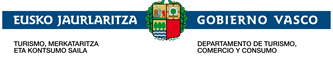 EUSKO JAURLARITZA GOBIERNO VASCO
TURISMO, MERKATARITZA DEPARTAMENTO DE TURISMO,
ETA KONTSUMO SAILA COMERCIO Y CONSUMO